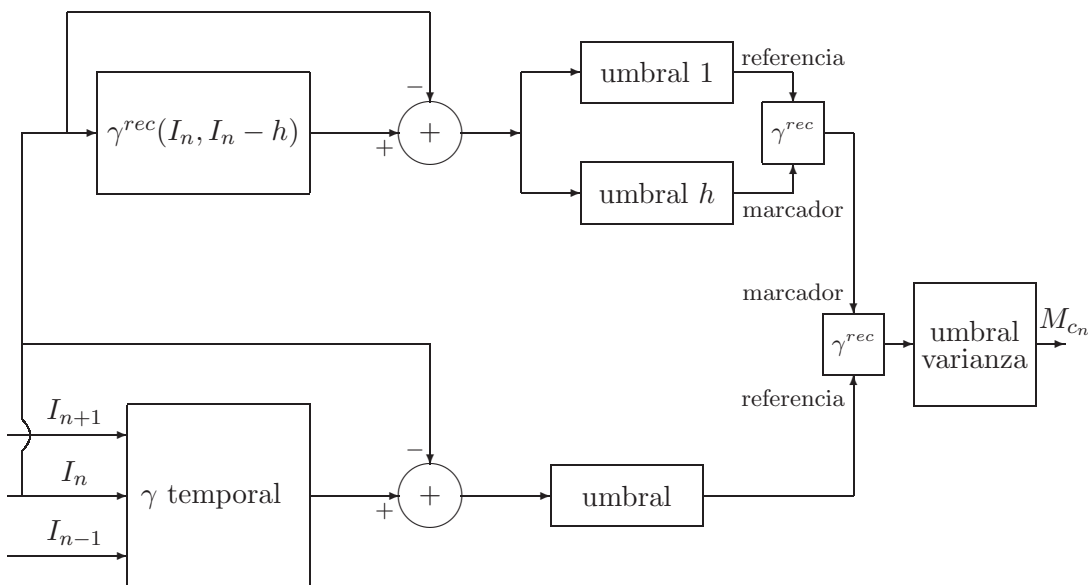 γ^{rec}(I_n, I_n − h)
−
+
+
umbral 1
umbral h
referencia
γ^{rec}
marcador
marcador
γ^{rec}
referencia
umbral
varianza
M_{c_n}
I_{n+1}
I_n
I_{n−1}
γ temporal
−
+
+
umbral